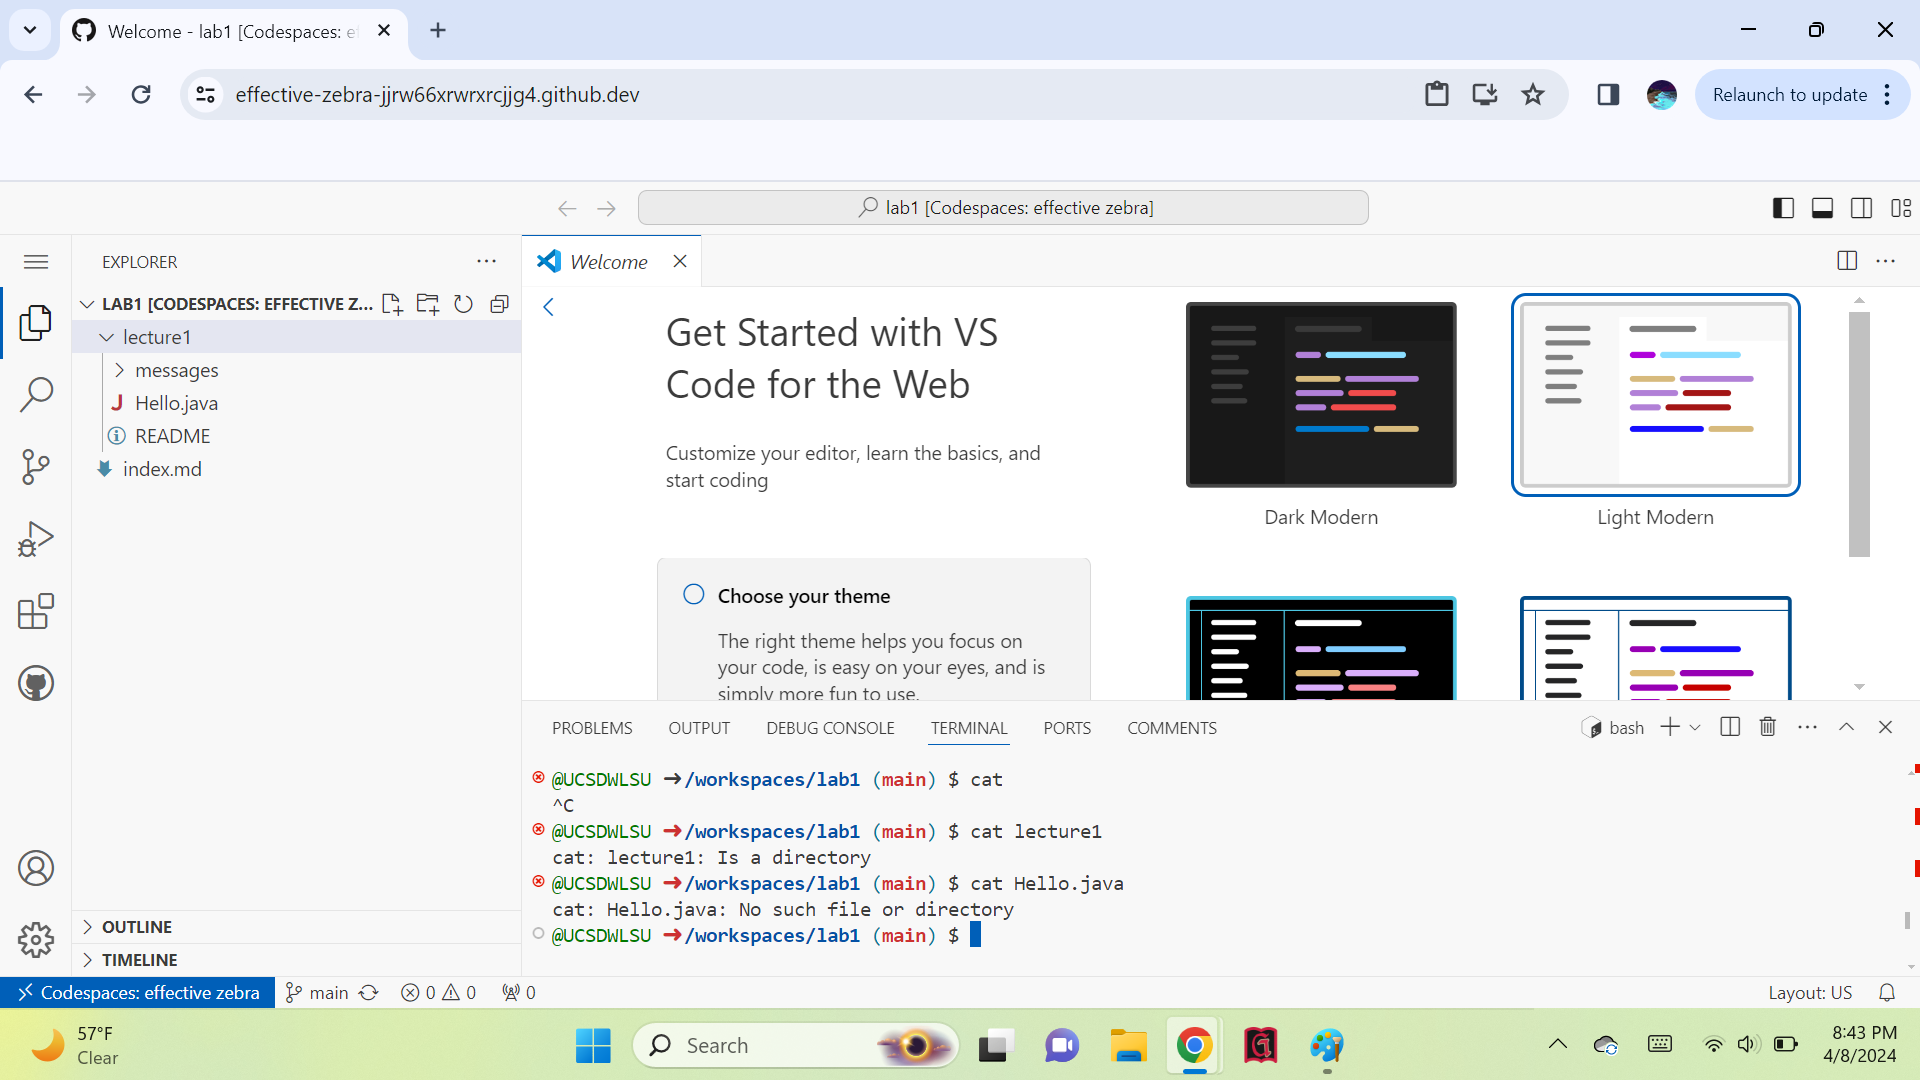 Welcome - lab1 [Codespaces: ef
effective-zebra-jjrw66xrwrxrcjjg4.github.dev
Relaunch to update
lab1 [Codespaces: effective zebra]
EXPLORER
LAB1 [CODESPACES: EFFECTIVE Z...
lecture1
messages
J Hello.java
README
index.md
OUTLINE
TIMELINE
Welcome
Get Started with VS
Code for the Web
Customize your editor, learn the basics, and
start coding
Choose your theme
The right theme helps you focus on
your code, is easy on your eyes, and is
simply more fun to use.
Dark Modern
Light Modern
PROBLEMS OUTPUT DEBUG CONSOLE TERMINAL PORTS COMMENTS
bash
@UCSDWLSU ➜/workspaces/lab1 (main) $ cat
^C
@UCSDWLSU ➜/workspaces/lab1 (main) $ cat lecture1
cat: lecture1: Is a directory
@UCSDWLSU ➜/workspaces/lab1 (main) $ cat Hello.java
cat: Hello.java: No such file or directory
@UCSDWLSU ➜/workspaces/lab1 (main) $
Codespaces: effective zebra main 0 0 0
Layout: US
57°F
Clear
Search
8:43 PM
4/8/2024